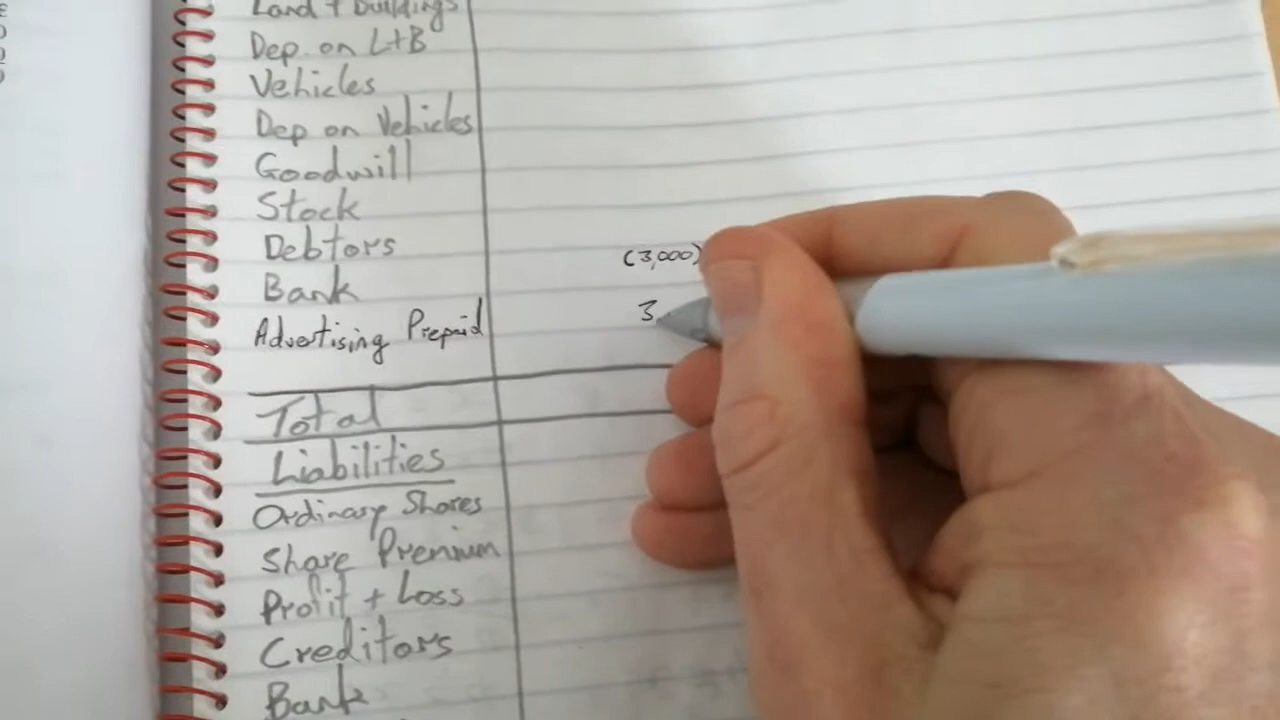 Land + Buildings
Dep. on L+B
Vehicles
Dep on Vehicles
Goodwill
Stock
Debtors (3,000)
Bank
Advertising Prepaid 3
Total
Liabilities
Ordinary Shares
Share Premium
Profit + Loss
Creditors
Bank